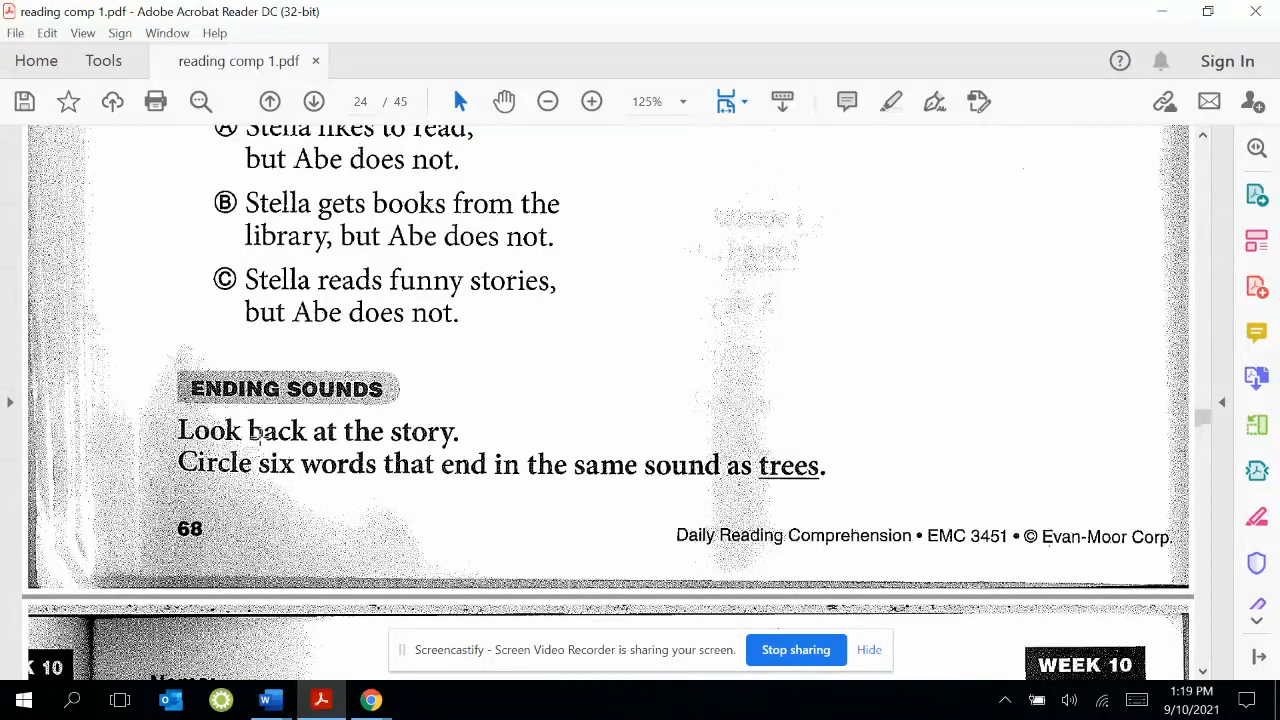 reading comp 1.pdf - Adobe Acrobat Reader DC (32-bit)
File Edit View Sign Window Help
Home Tools reading comp 1.pdf × Sign In
24 / 45 125%
Ⓐ Stella likes to read,
but Abe does not.
Ⓑ Stella gets books from the
library, but Abe does not.
Ⓒ Stella reads funny stories,
but Abe does not.
ENDING SOUNDS
Look back at the story.
Circle six words that end in the same sound as trees.
68
Daily Reading Comprehension • EMC 3451 • © Evan-Moor Corp.
Screencastify - Screen Video Recorder is sharing your screen. Stop sharing Hide
K 10
WEEK 10
1:19 PM
9/10/2021